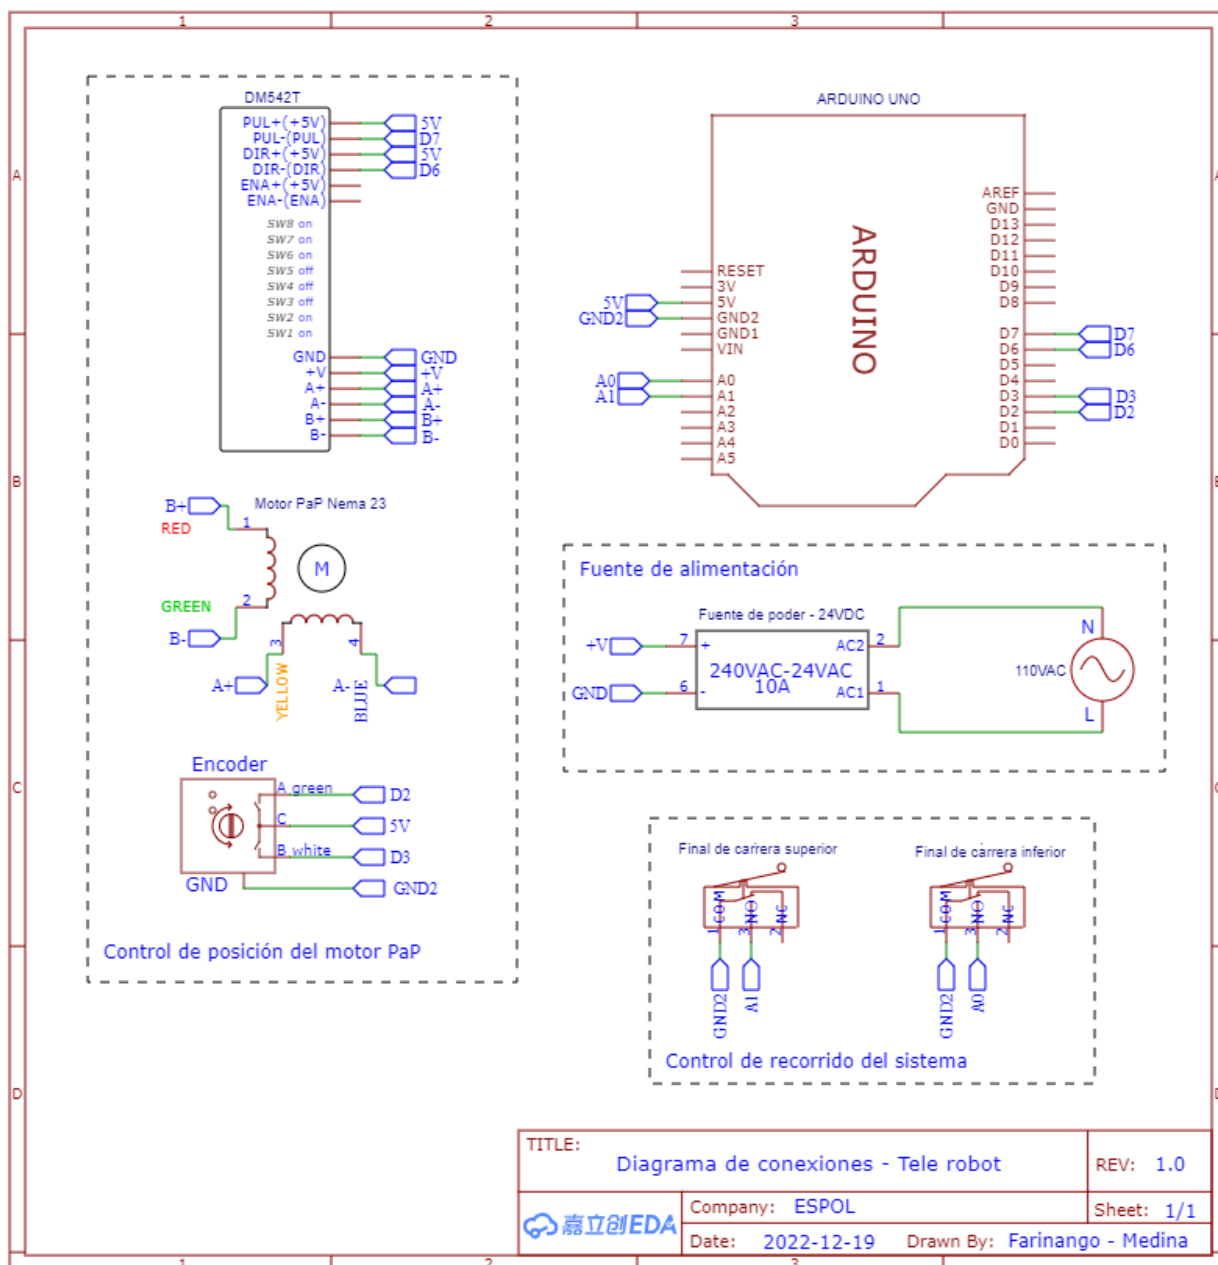 1 2 3
A
B
C
D
A
B
C
D
DM542T
PUL+(+5V) 5V
PUL-(PUL) D7
DIR+(+5V) 5V
DIR-(DIR) D6
ENA+(+5V)
ENA-(ENA)
SW8 on
SW7 on
SW6 on
SW5 off
SW4 off
SW3 off
SW2 on
SW1 on
GND GND
+V +V
A+ A+
A- A-
B+ B+
B- B-
Motor PaP Nema 23
B+ 1
RED
M
GREEN 2
B-
3 4
A+ YELLOW A- BLUE
Encoder
A green D2
C 5V
B white D3
GND GND2
Control de posición del motor PaP
ARDUINO UNO
ARDUINO
AREF
GND
D13
D12
D11
D10
D9
D8
D7 D7
D6 D6
D5
D4
D3 D3
D2 D2
D1
D0
RESET
3V
5V 5V
GND2 GND2
GND1
VIN
A0 A0
A1 A1
A2
A3
A4
A5
Fuente de alimentación
Fuente de poder - 24VDC
+V 7 + AC2 2 N
240VAC-24VAC
10A
110VAC
GND 6 - AC1 1 L
Final de carrera superior
COM NO NC
1 3 2
GND2 A1
Final de carrera inferior
COM NO NC
1 3 2
GND2 A0
Control de recorrido del sistema
TITLE:
Diagrama de conexiones - Tele robot
REV: 1.0
嘉立创EDA
Company: ESPOL
Sheet: 1/1
Date: 2022-12-19 Drawn By: Farinango - Medina
1 2 3